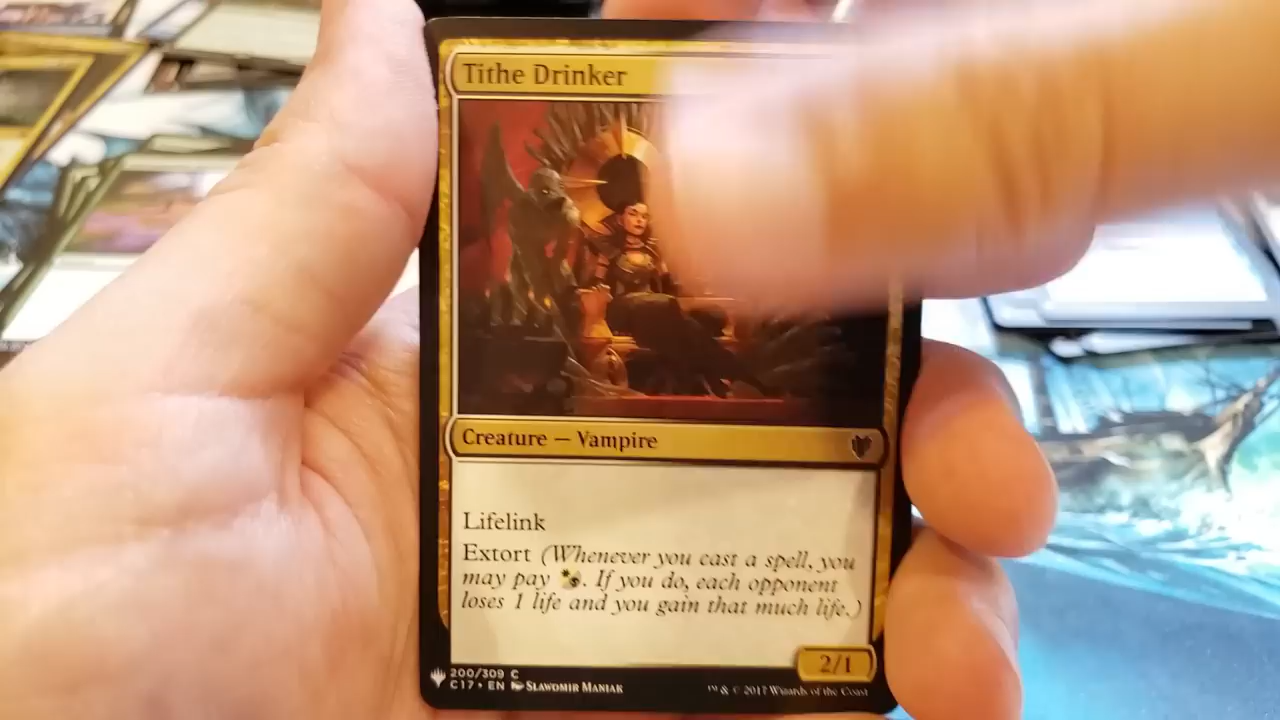 Tithe Drinker
Creature — Vampire
Lifelink
Extort (Whenever you cast a spell, you
may pay . If you do, each opponent
loses 1 life and you gain that much life.)
2/1
200/309 C
C17 • EN Slawomir Maniak
™ & © 2017 Wizards of the Coast